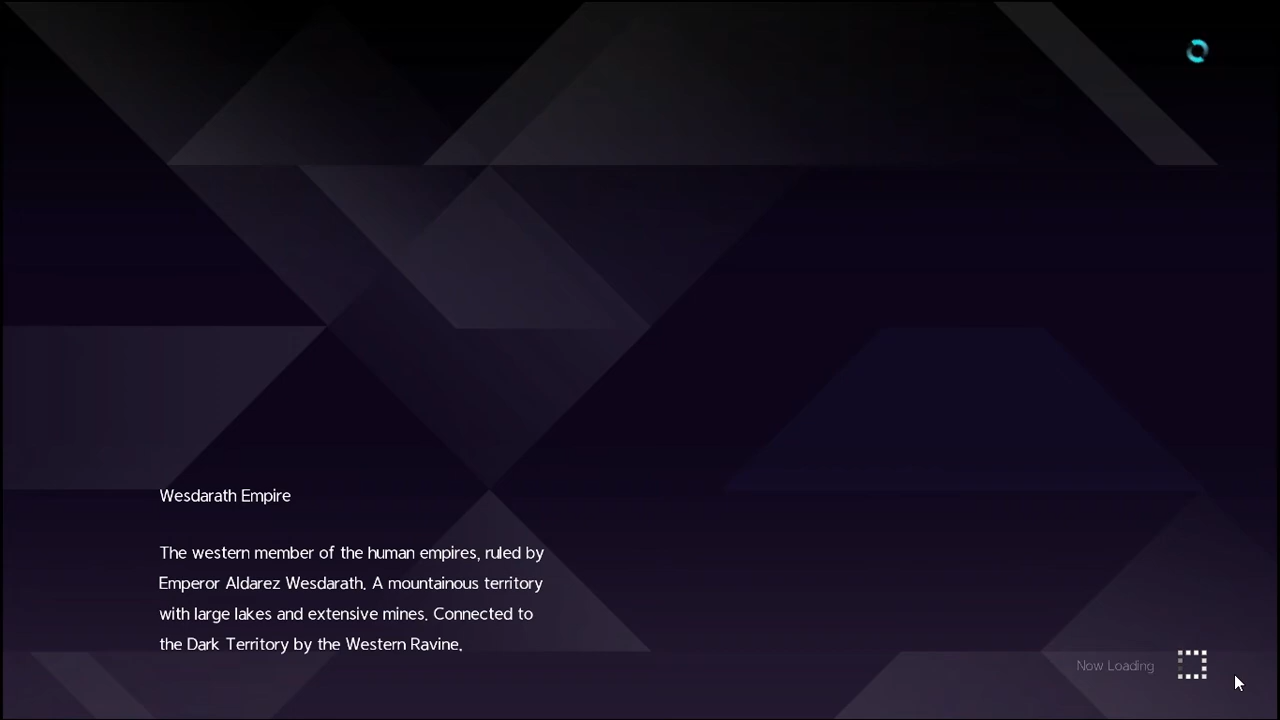 Wesdarath Empire
The western member of the human empires, ruled by
Emperor Aldarez Wesdarath. A mountainous territory
with large lakes and extensive mines. Connected to
the Dark Territory by the Western Ravine.
Now Loading